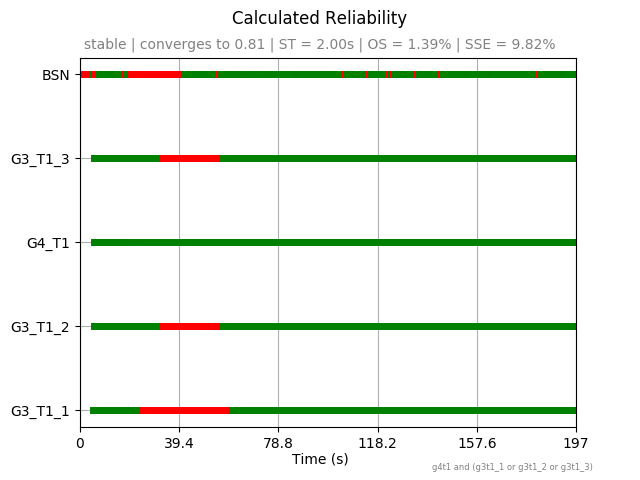 Calculated Reliability
stable | converges to 0.81 | ST = 2.00s | OS = 1.39% | SSE = 9.82%
BSN
G3_T1_3
G4_T1
G3_T1_2
G3_T1_1
0 39.4 78.8 118.2 157.6 197
Time (s)
g4t1 and (g3t1_1 or g3t1_2 or g3t1_3)